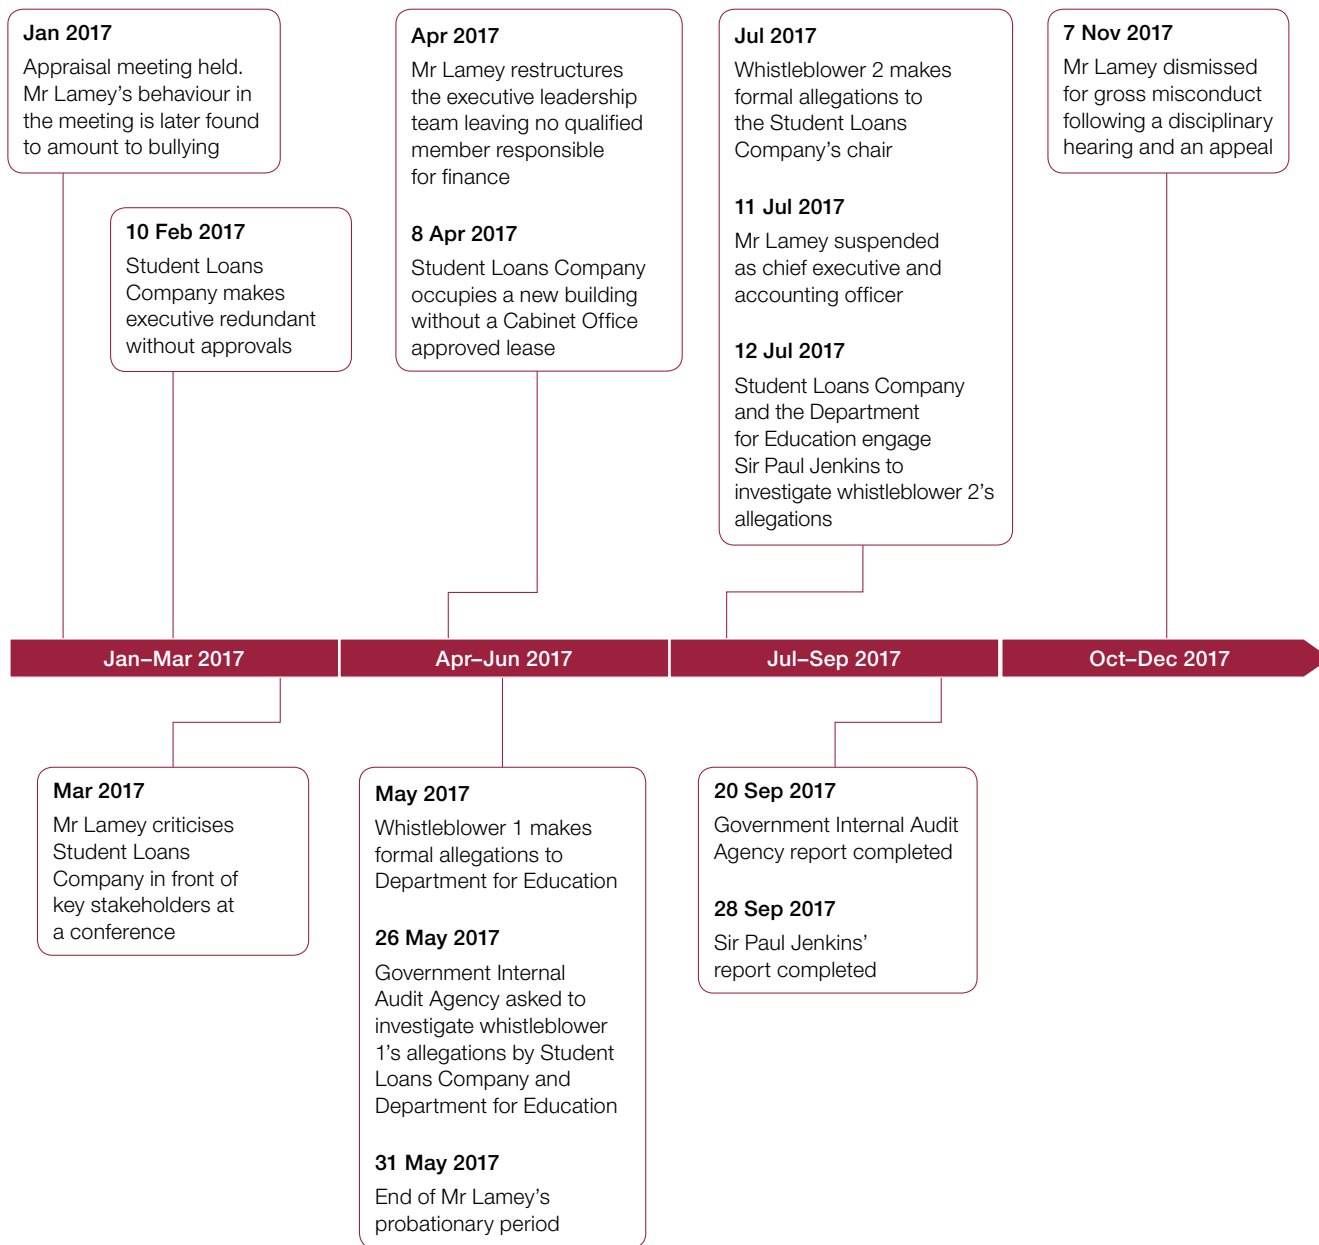 Jan 2017
Appraisal meeting held.
Mr Lamey’s behaviour in
the meeting is later found
to amount to bullying
10 Feb 2017
Student Loans
Company makes
executive redundant
without approvals
Apr 2017
Mr Lamey restructures
the executive leadership
team leaving no qualified
member responsible
for finance
8 Apr 2017
Student Loans Company
occupies a new building
without a Cabinet Office
approved lease
Jul 2017
Whistleblower 2 makes
formal allegations to
the Student Loans
Company’s chair
11 Jul 2017
Mr Lamey suspended
as chief executive and
accounting officer
12 Jul 2017
Student Loans Company
and the Department
for Education engage
Sir Paul Jenkins to
investigate whistleblower 2’s
allegations
7 Nov 2017
Mr Lamey dismissed
for gross misconduct
following a disciplinary
hearing and an appeal
Jan–Mar 2017
Apr–Jun 2017
Jul–Sep 2017
Oct–Dec 2017
Mar 2017
Mr Lamey criticises
Student Loans
Company in front of
key stakeholders at
a conference
May 2017
Whistleblower 1 makes
formal allegations to
Department for Education
26 May 2017
Government Internal
Audit Agency asked to
investigate whistleblower
1’s allegations by Student
Loans Company and
Department for Education
31 May 2017
End of Mr Lamey’s
probationary period
20 Sep 2017
Government Internal Audit
Agency report completed
28 Sep 2017
Sir Paul Jenkins’
report completed